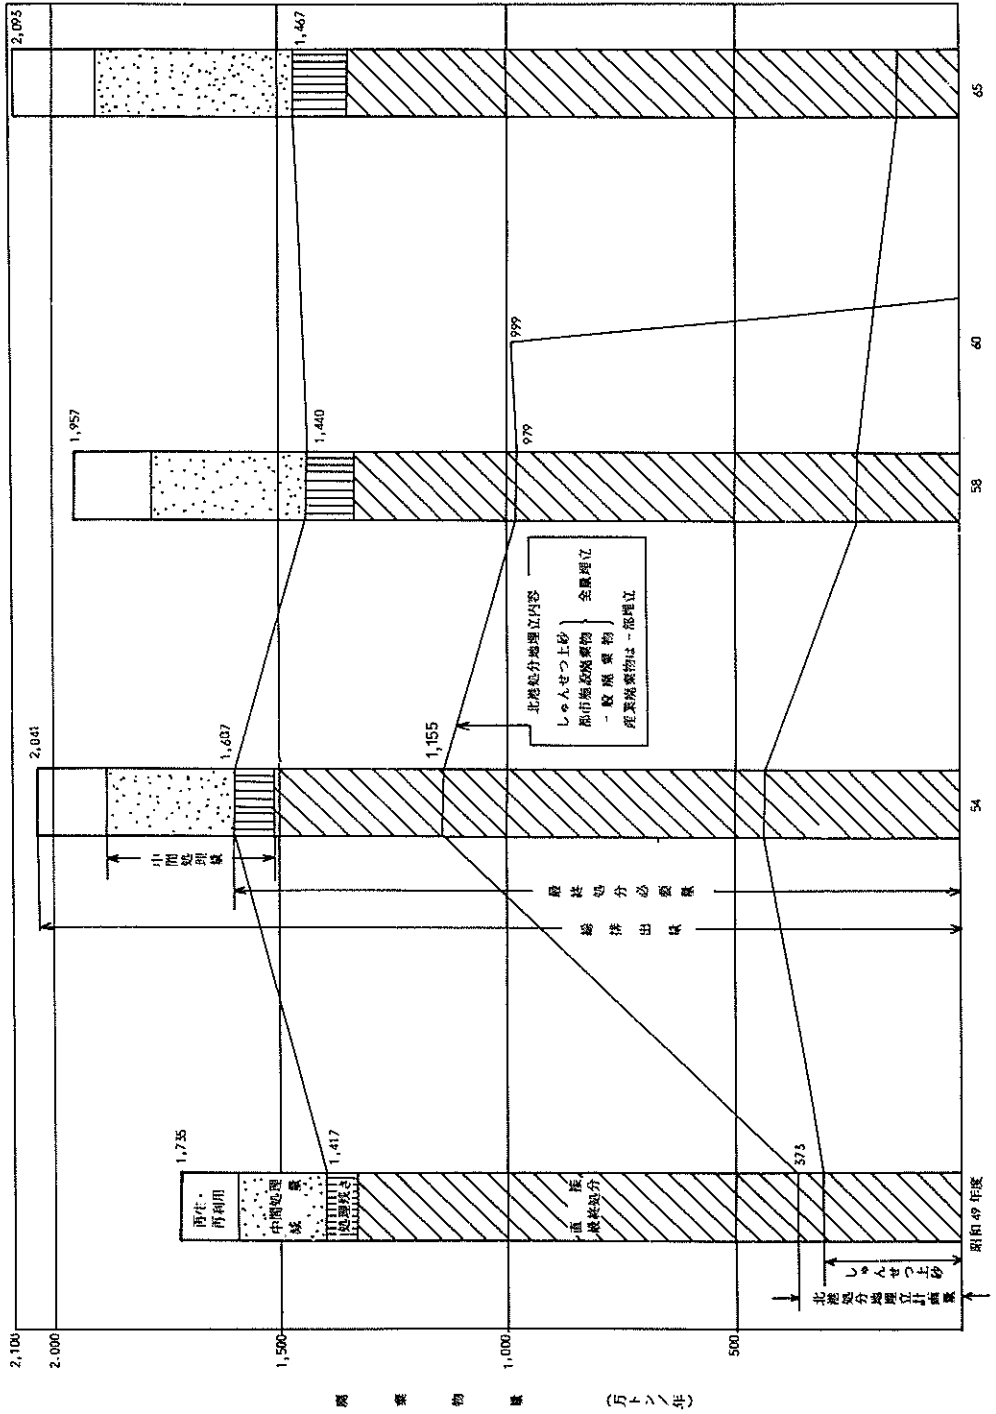 廃棄物量 (万トン/年)
2,100
2,000
1,500
1,000
500
1,735
再生・
再利用
中間処理
減量
1,417
処理残さ
直接
最終処分
373
しゅんせつ土砂
北港処分地埋立計画量
昭和49年度
2,041
1,607
1,155
中間処理量
最終処分必要量
総排出量
54
北港処分地埋立内容
しゅんせつ土砂
都市施設廃棄物
一般廃棄物
全量埋立
産業廃棄物は一部埋立
1,957
1,440
979
58
999
60
2,093
1,467
65